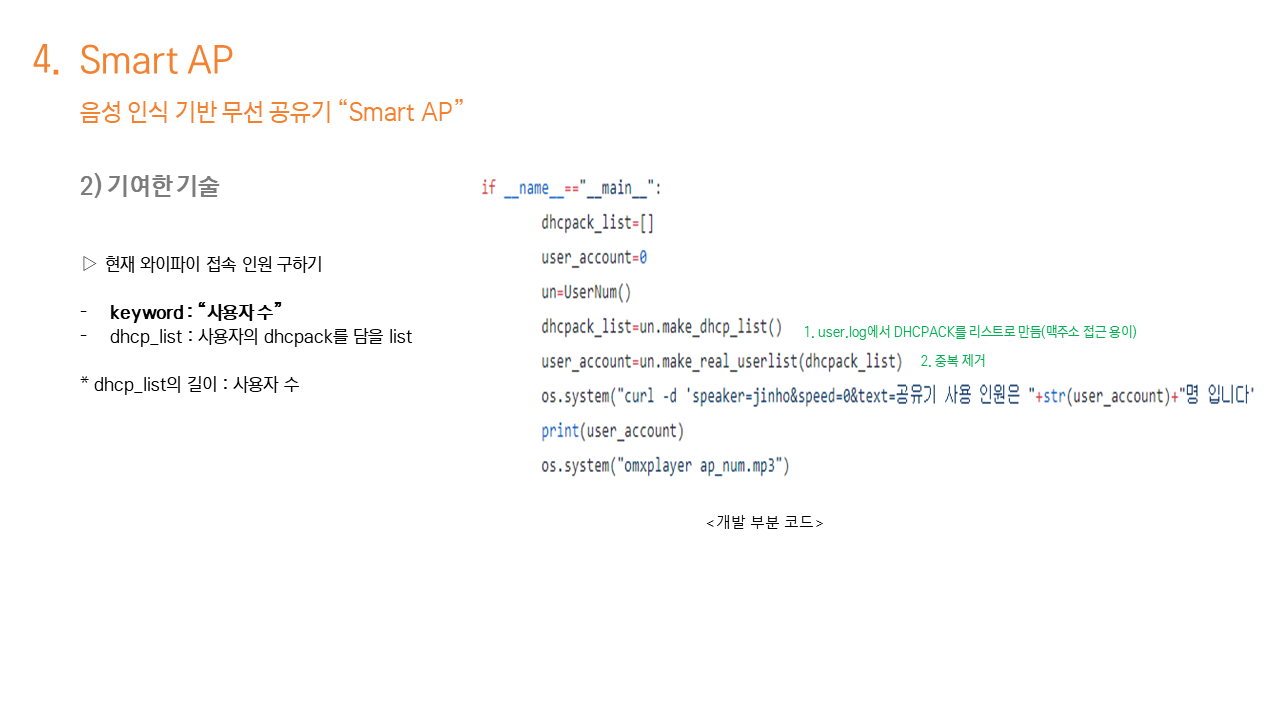 4. Smart AP
음성 인식 기반 무선 공유기 “Smart AP”
2) 기여한 기술
▷ 현재 와이파이 접속 인원 구하기
- keyword : “사용자 수”
- dhcp_list : 사용자의 dhcpack를 담을 list
* dhcp_list의 길이 : 사용자 수
if __name__=="__main__":
dhcpack_list=[]
user_account=0
un=UserNum()
dhcpack_list=un.make_dhcp_list() 1. user.log에서 DHCPACK를 리스트로 만듬(맥주소 접근 용이)
user_account=un.make_real_userlist(dhcpack_list) 2. 중복 제거
os.system("curl -d 'speaker=jinho&speed=0&text=공유기 사용 인원은 "+str(user_account)+"명 입니다'
print(user_account)
os.system("omxplayer ap_num.mp3")
<개발 부분 코드>